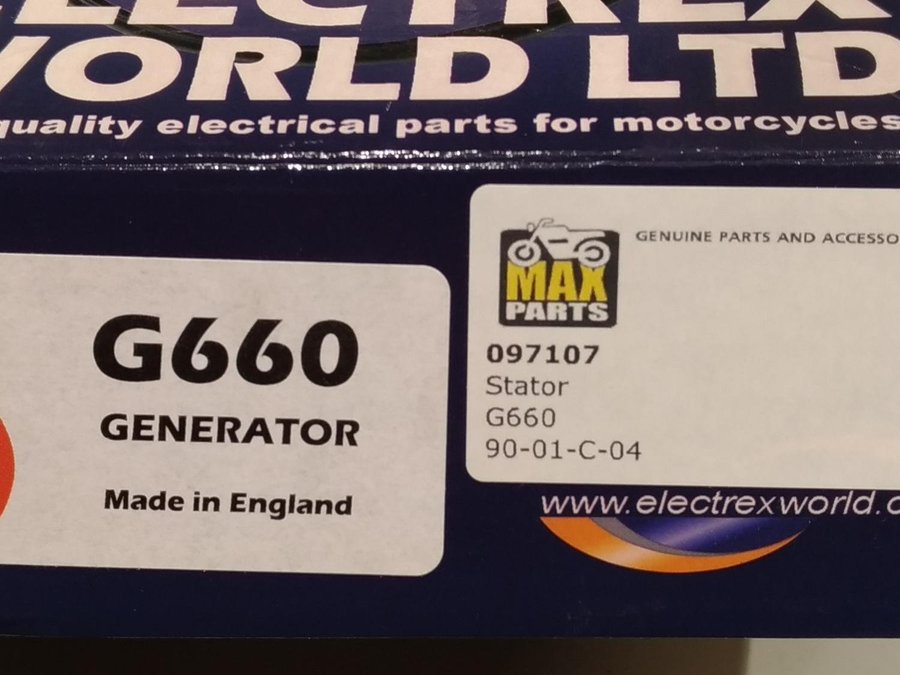 ELECTREX
WORLD LTD
quality electrical parts for motorcycles
GENUINE PARTS AND ACCESSO
MAX
PARTS
097107
Stator
G660
90-01-C-04
G660
GENERATOR
Made in England
www.electrexworld.c